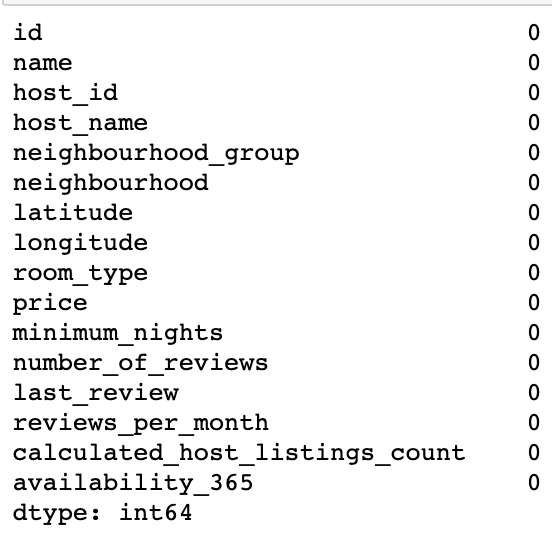 id 0
name 0
host_id 0
host_name 0
neighbourhood_group 0
neighbourhood 0
latitude 0
longitude 0
room_type 0
price 0
minimum_nights 0
number_of_reviews 0
last_review 0
reviews_per_month 0
calculated_host_listings_count 0
availability_365 0
dtype: int64